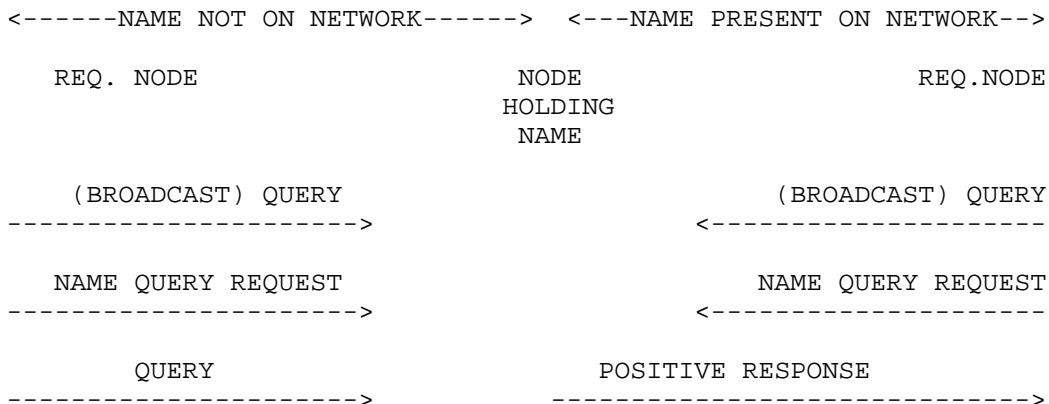 <------NAME NOT ON NETWORK------> <---NAME PRESENT ON NETWORK-->
REQ. NODE NODE REQ.NODE
HOLDING
NAME
(BROADCAST) QUERY (BROADCAST) QUERY
----------------------> <---------------------
NAME QUERY REQUEST NAME QUERY REQUEST
----------------------> <---------------------
QUERY POSITIVE RESPONSE
----------------------> ------------------------------>